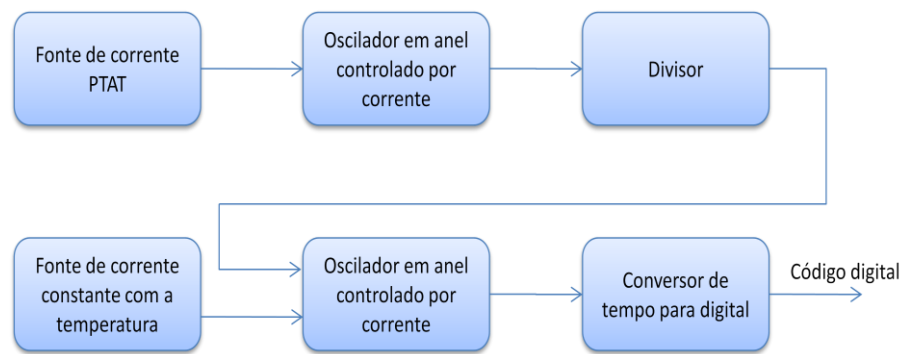 Fonte de corrente
PTAT
Oscilador em anel
controlado por
corrente
Divisor
Fonte de corrente
constante com a
temperatura
Oscilador em anel
controlado por
corrente
Conversor de
tempo para digital
Código digital